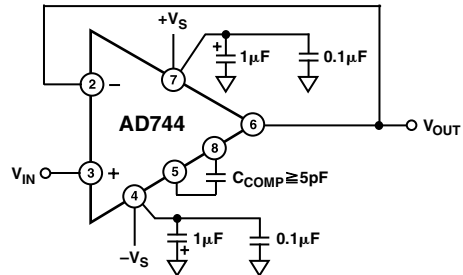 +VS
+
1µF
0.1µF
7
2
−
AD744
6
VOUT
8
VIN
3
+
5
CCOMP≧5pF
4
1µF
+
0.1µF
−VS